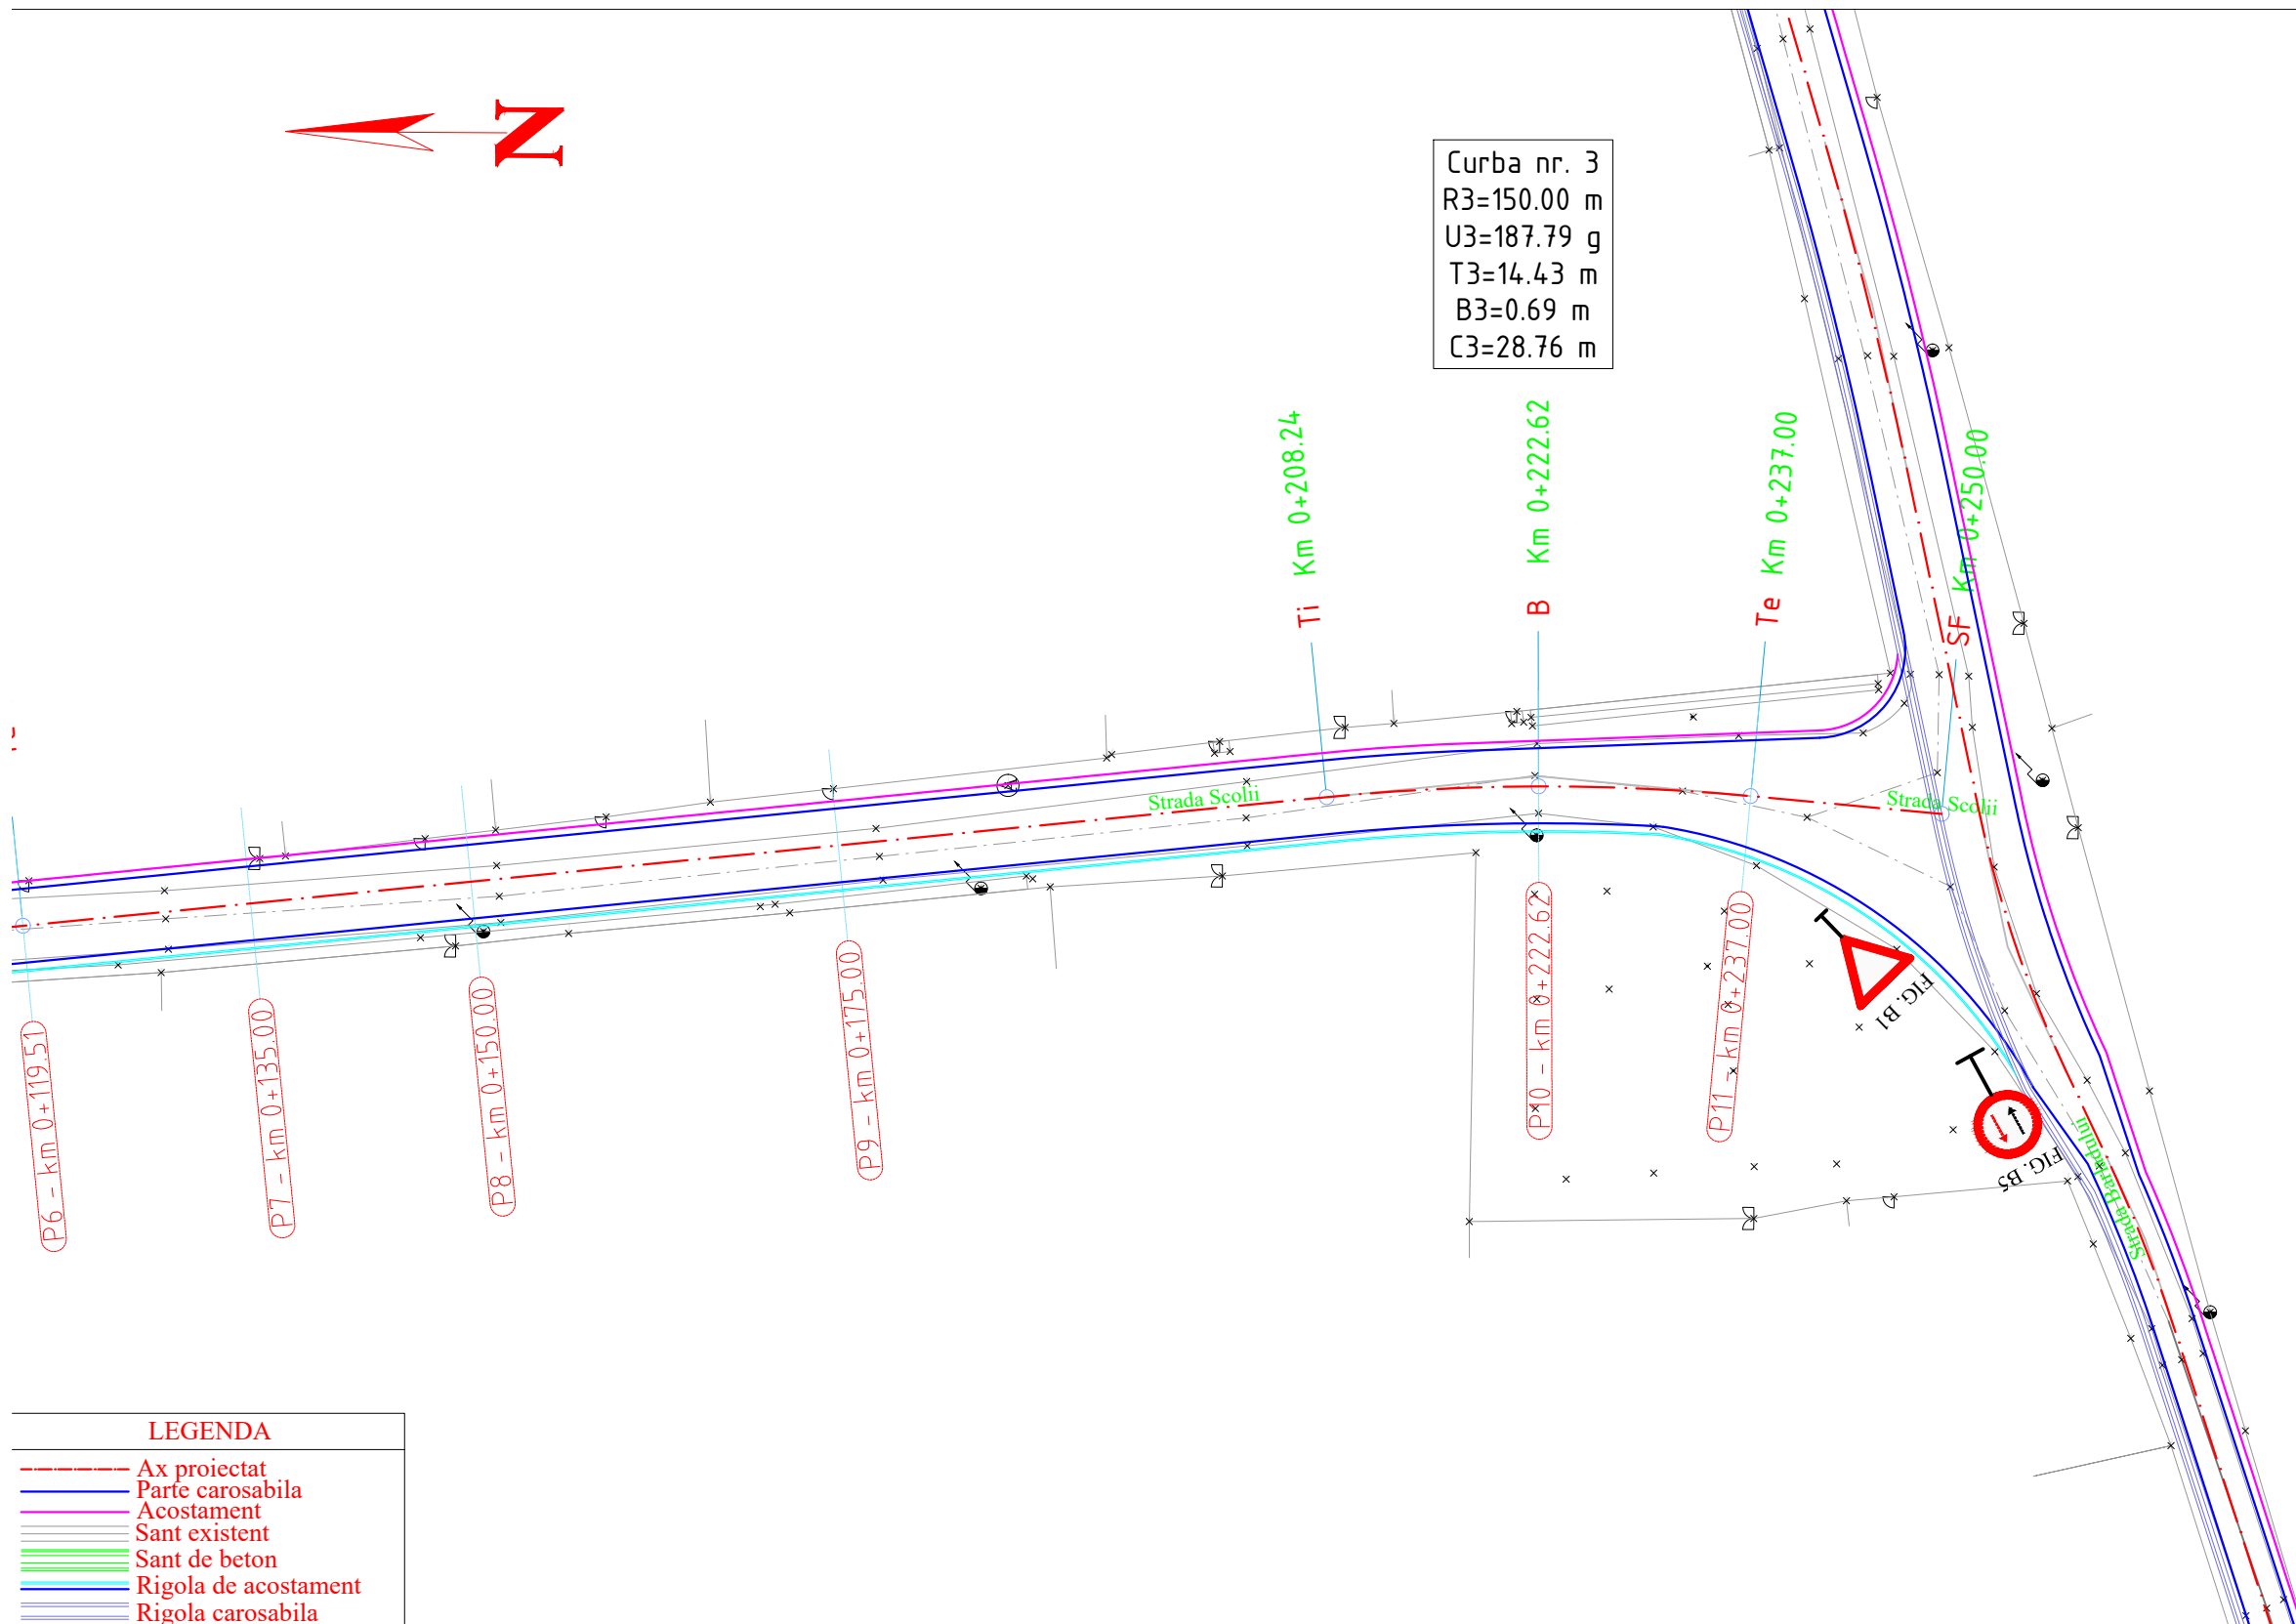 N
Curba nr. 3
R3=150.00 m
U3=187.79 g
T3=14.43 m
B3=0.69 m
C3=28.76 m
Ti Km 0+208.24
B Km 0+222.62
Te Km 0+237.00
SF Km 0+250.00
Strada Scolii
Strada Scolii
P6 - km 0+119.51
P7 - km 0+135.00
P8 - km 0+150.00
P9 - km 0+175.00
P10 - km 0+222.62
P11 - km 0+237.00
FIG. B1
FIG. B5
Strada Barladului
LEGENDA
Ax proiectat
Parte carosabila
Acostament
Sant existent
Sant de beton
Rigola de acostament
Rigola carosabila